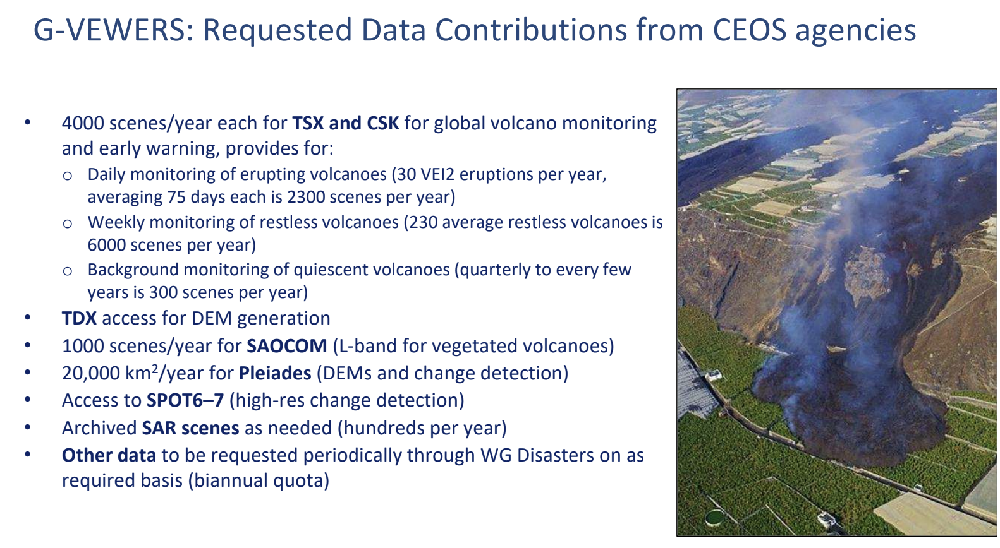 G-VEWERS: Requested Data Contributions from CEOS agencies
• 4000 scenes/year each for TSX and CSK for global volcano monitoring
and early warning, provides for:
o Daily monitoring of erupting volcanoes (30 VEI2 eruptions per year,
averaging 75 days each is 2300 scenes per year)
o Weekly monitoring of restless volcanoes (230 average restless volcanoes is
6000 scenes per year)
o Background monitoring of quiescent volcanoes (quarterly to every few
years is 300 scenes per year)
• TDX access for DEM generation
• 1000 scenes/year for SAOCOM (L-band for vegetated volcanoes)
• 20,000 km²/year for Pleiades (DEMs and change detection)
• Access to SPOT6–7 (high-res change detection)
• Archived SAR scenes as needed (hundreds per year)
• Other data to be requested periodically through WG Disasters on as
required basis (biannual quota)